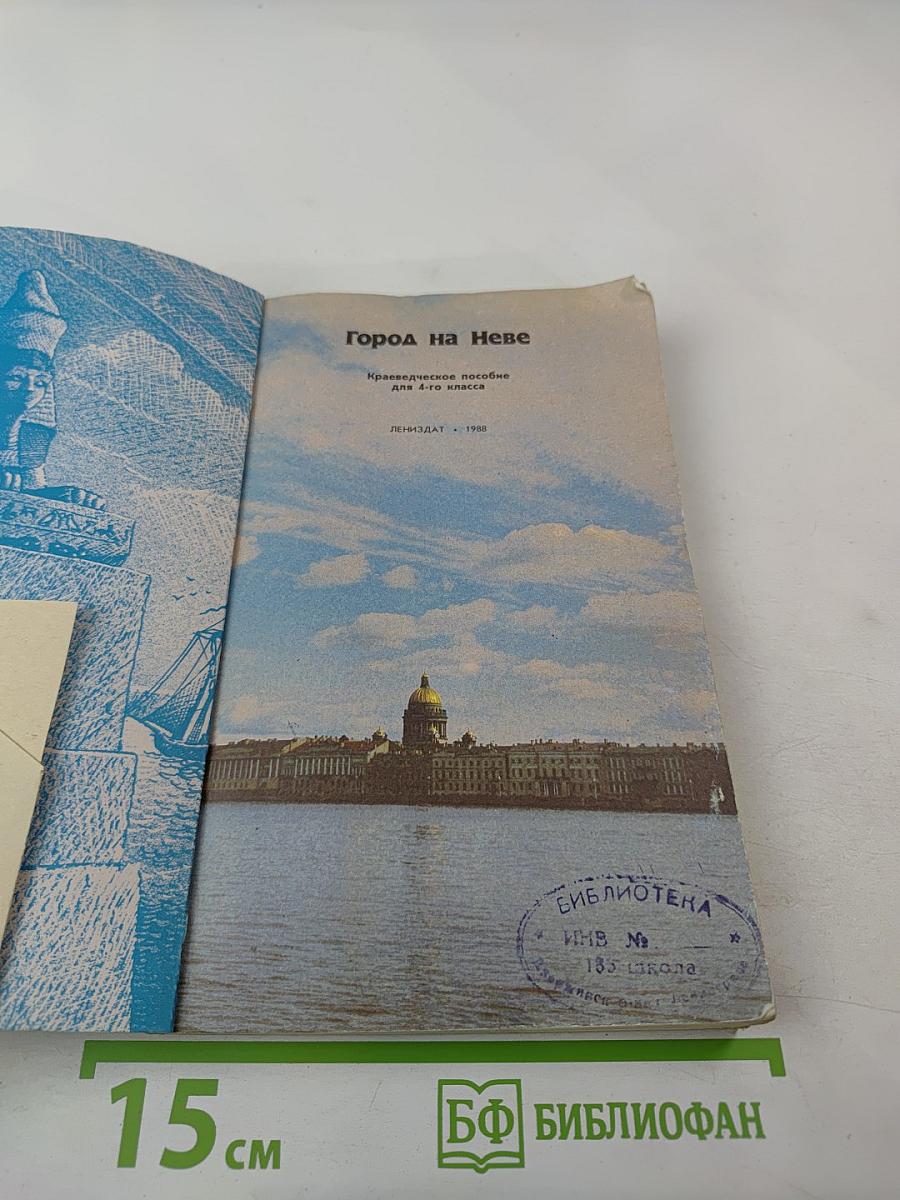 Город на Неве
Краеведческое пособие
для 4-го класса
ЛЕНИЗДАТ • 1988
БИБЛИОТЕКА
ИНВ №
школа
15 см
БФ БИБЛИОФАН